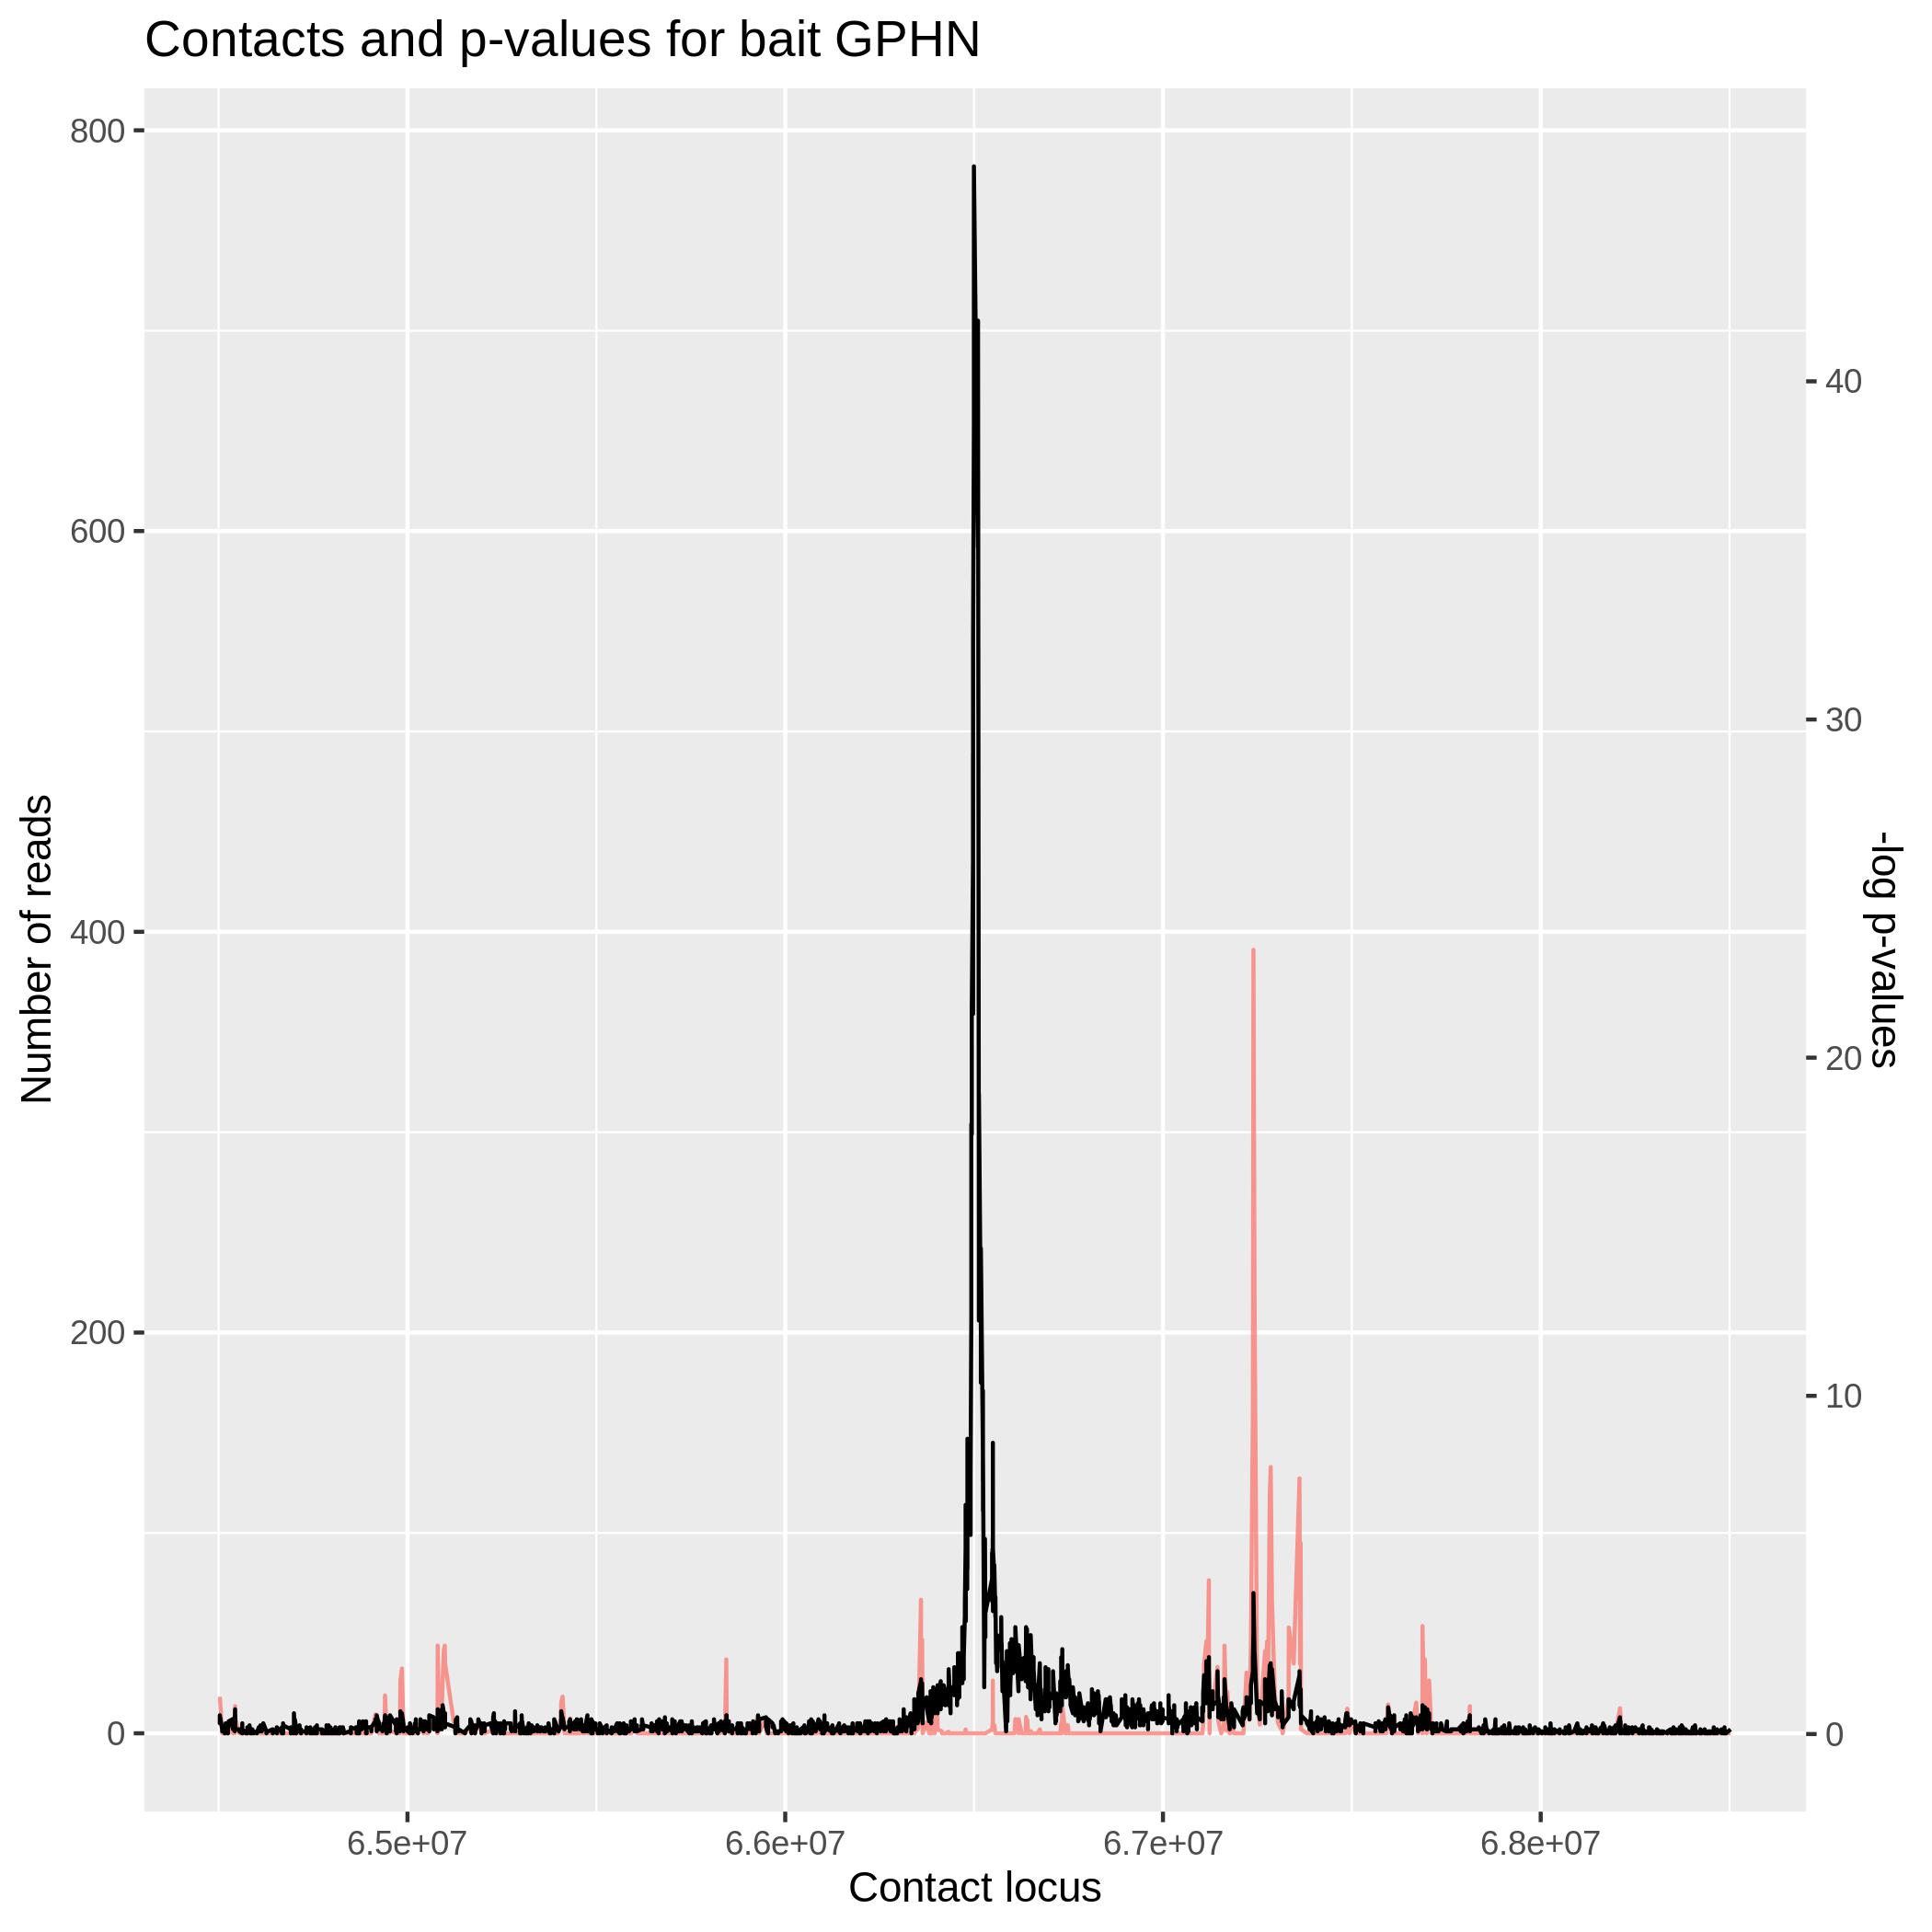 Contacts and p-values for bait GPHN
800
600
400
200
0
Number of reads
40
30
20
10
0
-log p-values
6.5e+07 6.6e+07 6.7e+07 6.8e+07
Contact locus